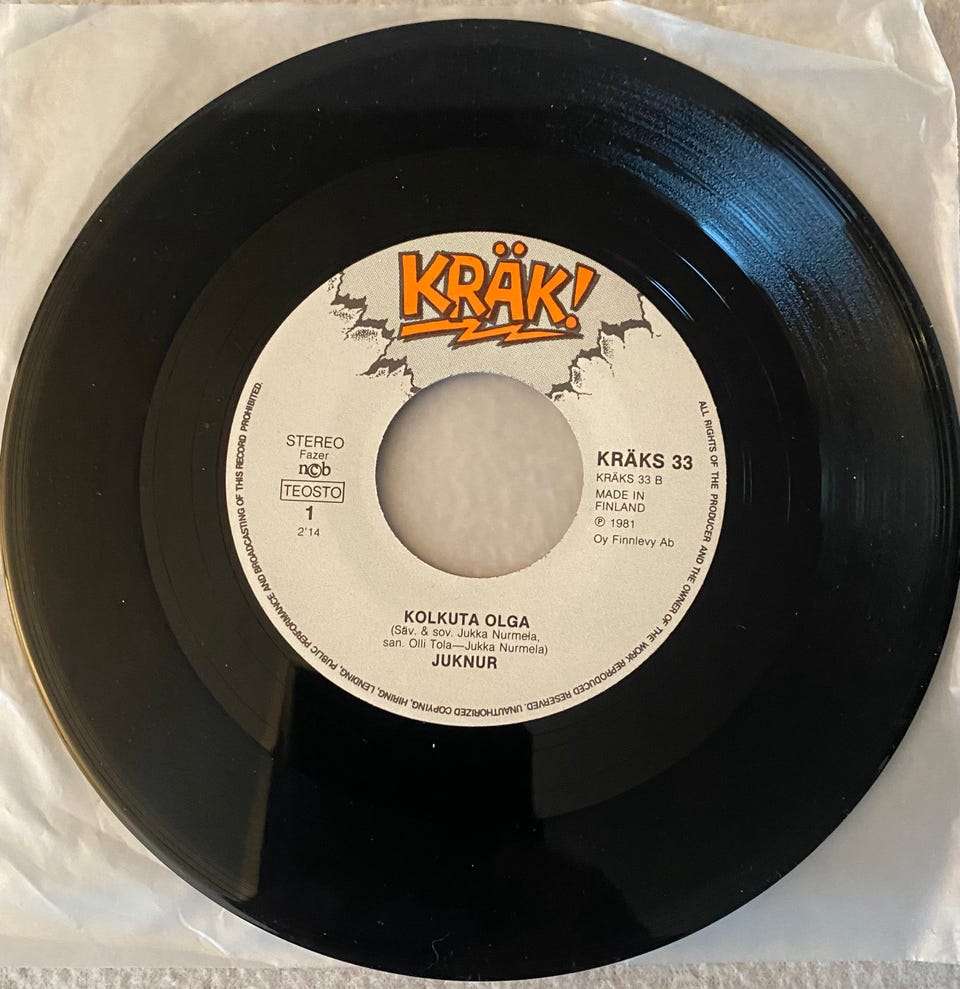 KRÄK!
STEREO
Fazer
ncb
TEOSTO
1
2'14
KRÄKS 33
KRÄKS 33 B
MADE IN
FINLAND
℗ 1981
Oy Finnlevy Ab
KOLKUTA OLGA
(Säv. & sov. Jukka Nurmela,
san. Olli Tola—Jukka Nurmela)
JUKNUR
ALL RIGHTS OF THE PRODUCER AND THE OWNER OF THE WORK REPRODUCED RESERVED. UNAUTHORIZED COPYING, HIRING, LENDING, PUBLIC PERFORMANCE AND BROADCASTING OF THIS RECORD PROHIBITED.